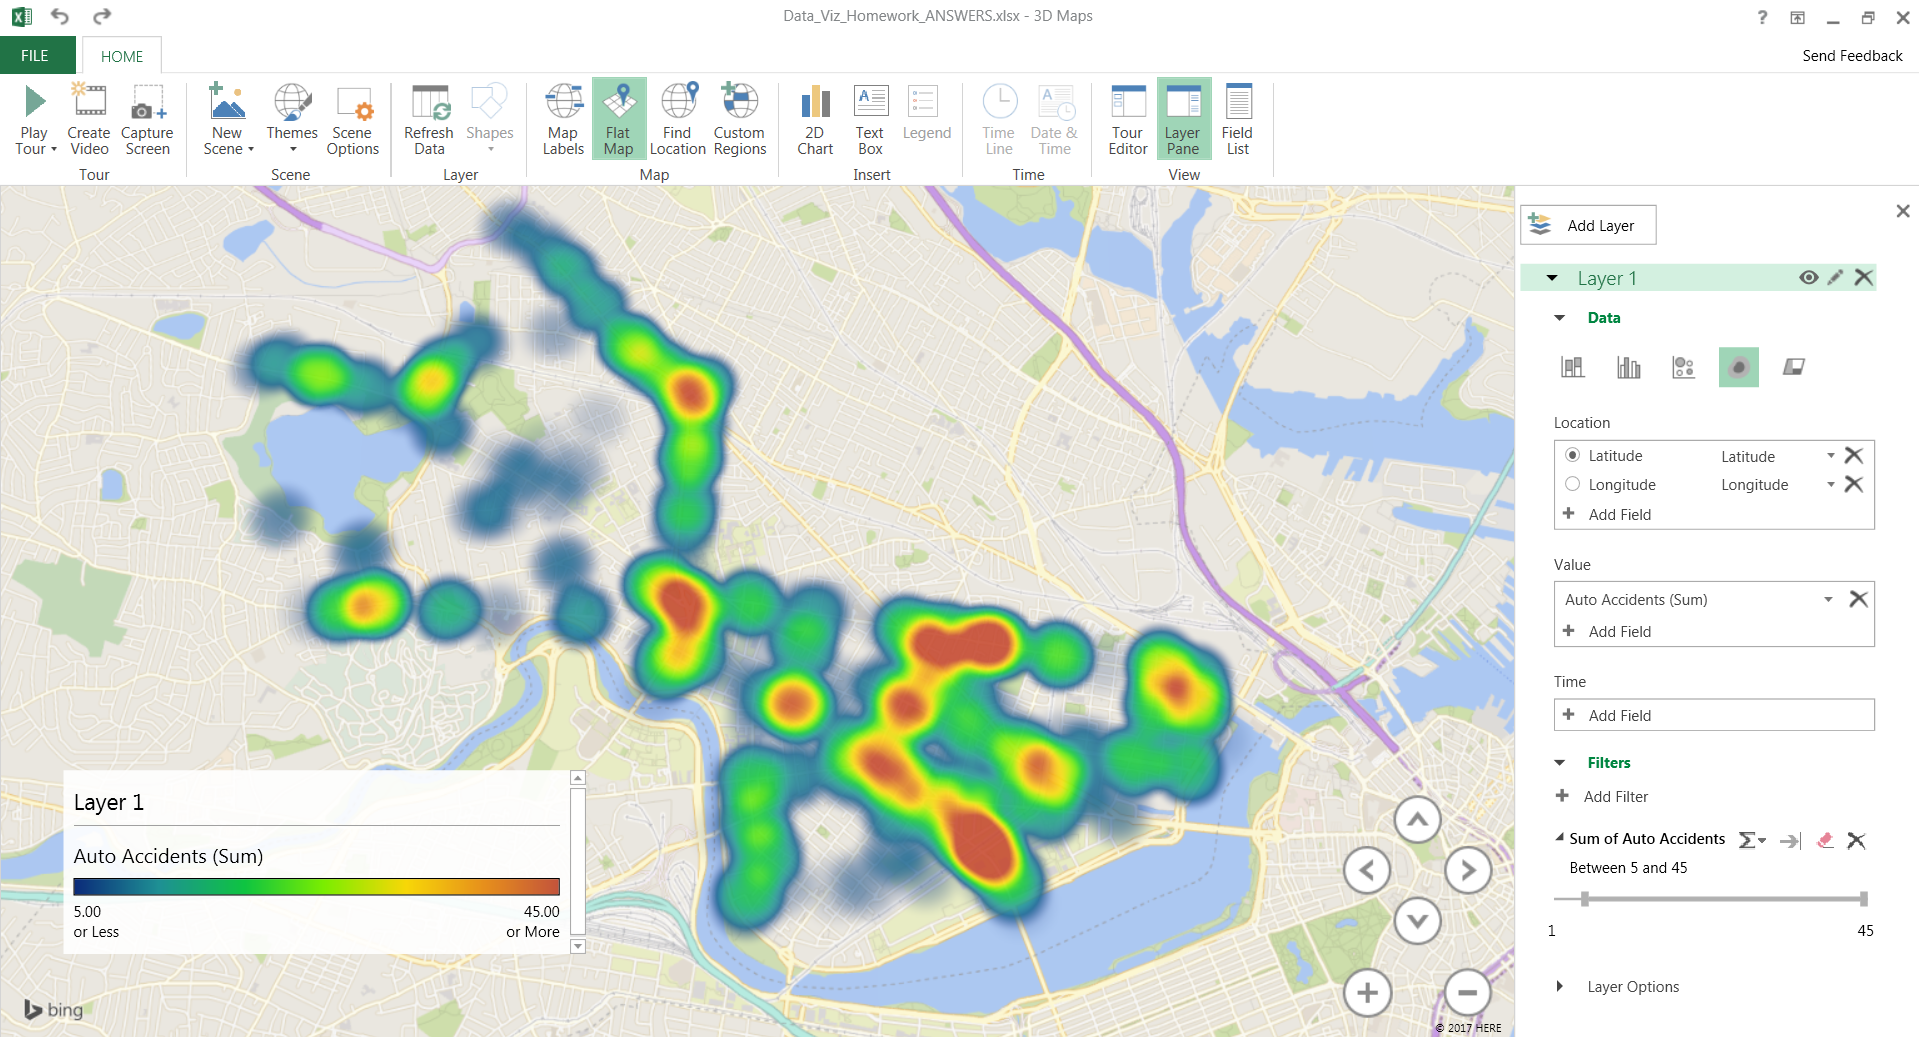 Data_Viz_Homework_ANSWERS.xlsx - 3D Maps
FILE
HOME
Send Feedback
Play Tour
Create Video
Capture Screen
Tour
New Scene
Themes
Scene Options
Scene
Refresh Data
Shapes
Layer
Map Labels
Flat Map
Find Location
Custom Regions
Map
2D Chart
Text Box
Legend
Insert
Time Line
Date & Time
Time
Tour Editor
Layer Pane
Field List
View
Add Layer
Layer 1
Data
Location
Latitude Latitude
Longitude Longitude
Add Field
Value
Auto Accidents (Sum)
Add Field
Time
Add Field
Filters
Add Filter
Sum of Auto Accidents
Between 5 and 45
1 45
Layer Options
Layer 1
Auto Accidents (Sum)
5.00 45.00
or Less or More
bing
© 2017 HERE